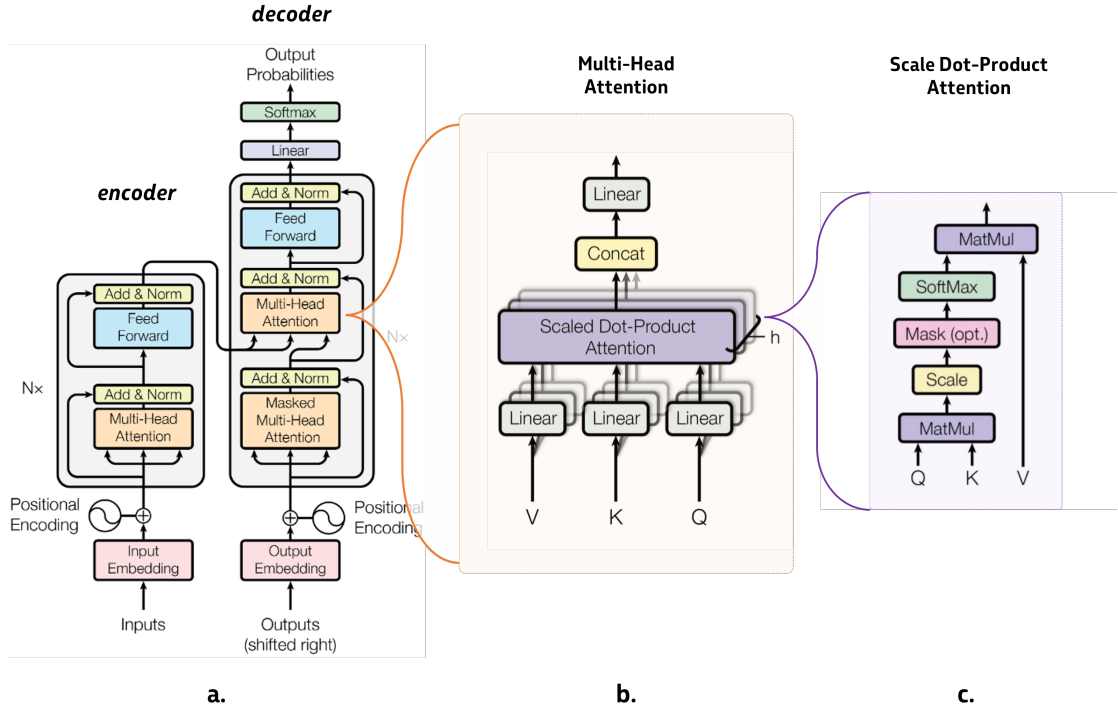 decoder
Output
Probabilities
Softmax
Linear
Add & Norm
Feed
Forward
Add & Norm
Multi-Head
Attention
Nx
Add & Norm
Masked
Multi-Head
Attention
Positional
Encoding
Output
Embedding
Outputs
(shifted right)
encoder
Add & Norm
Feed
Forward
Nx
Add & Norm
Multi-Head
Attention
Positional
Encoding
Input
Embedding
Inputs
a.
Multi-Head
Attention
Linear
Concat
Scaled Dot-Product
Attention
h
Linear
Linear
Linear
V
K
Q
b.
Scale Dot-Product
Attention
MatMul
SoftMax
Mask (opt.)
Scale
MatMul
Q
K
V
c.